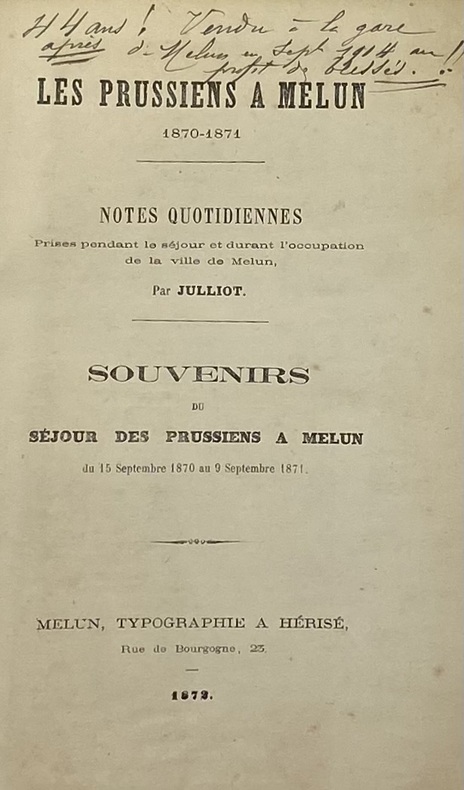 44 ans ! Vendu à la gare
après de Melun en Sept 1914 au !!
profit des blessés.
LES PRUSSIENS A MELUN
1870-1871
NOTES QUOTIDIENNES
Prises pendant le séjour et durant l'occupation
de la ville de Melun,
Par JULLIOT.
SOUVENIRS
DU
SÉJOUR DES PRUSSIENS A MELUN
du 15 Septembre 1870 au 9 Septembre 1871.
MELUN, TYPOGRAPHIE A HÉRISÉ,
Rue de Bourgogne, 23.
1872.